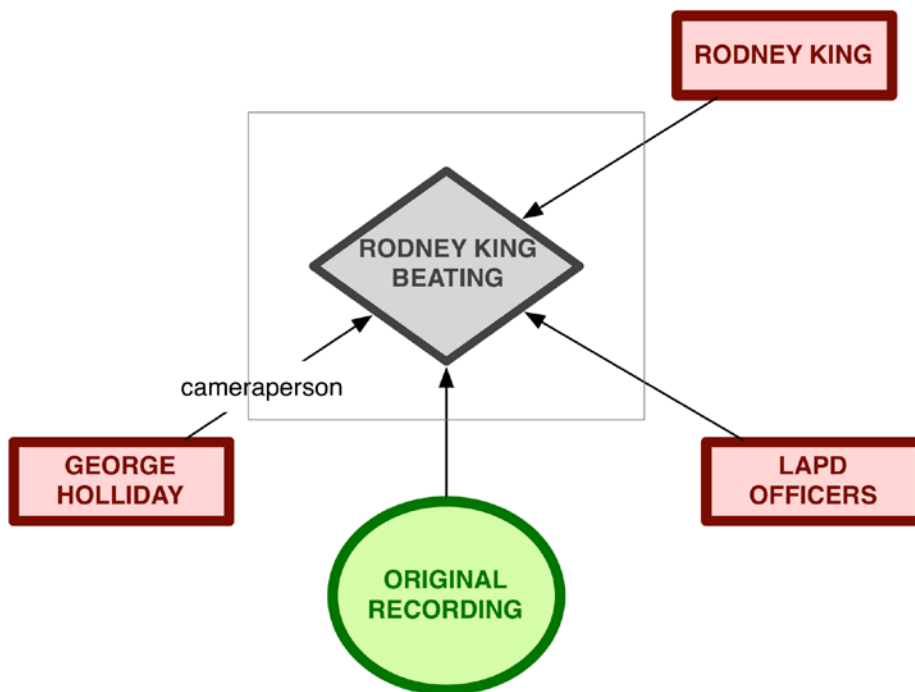 RODNEY KING
RODNEY KING
BEATING
cameraperson
GEORGE
HOLLIDAY
LAPD
OFFICERS
ORIGINAL
RECORDING